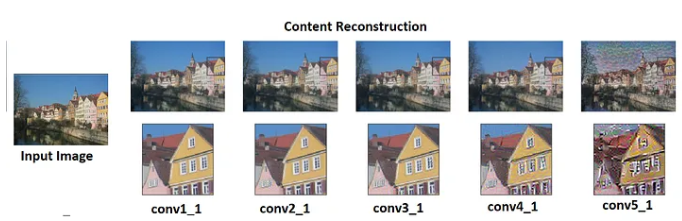 Content Reconstruction
Input Image
conv1_1
conv2_1
conv3_1
conv4_1
conv5_1